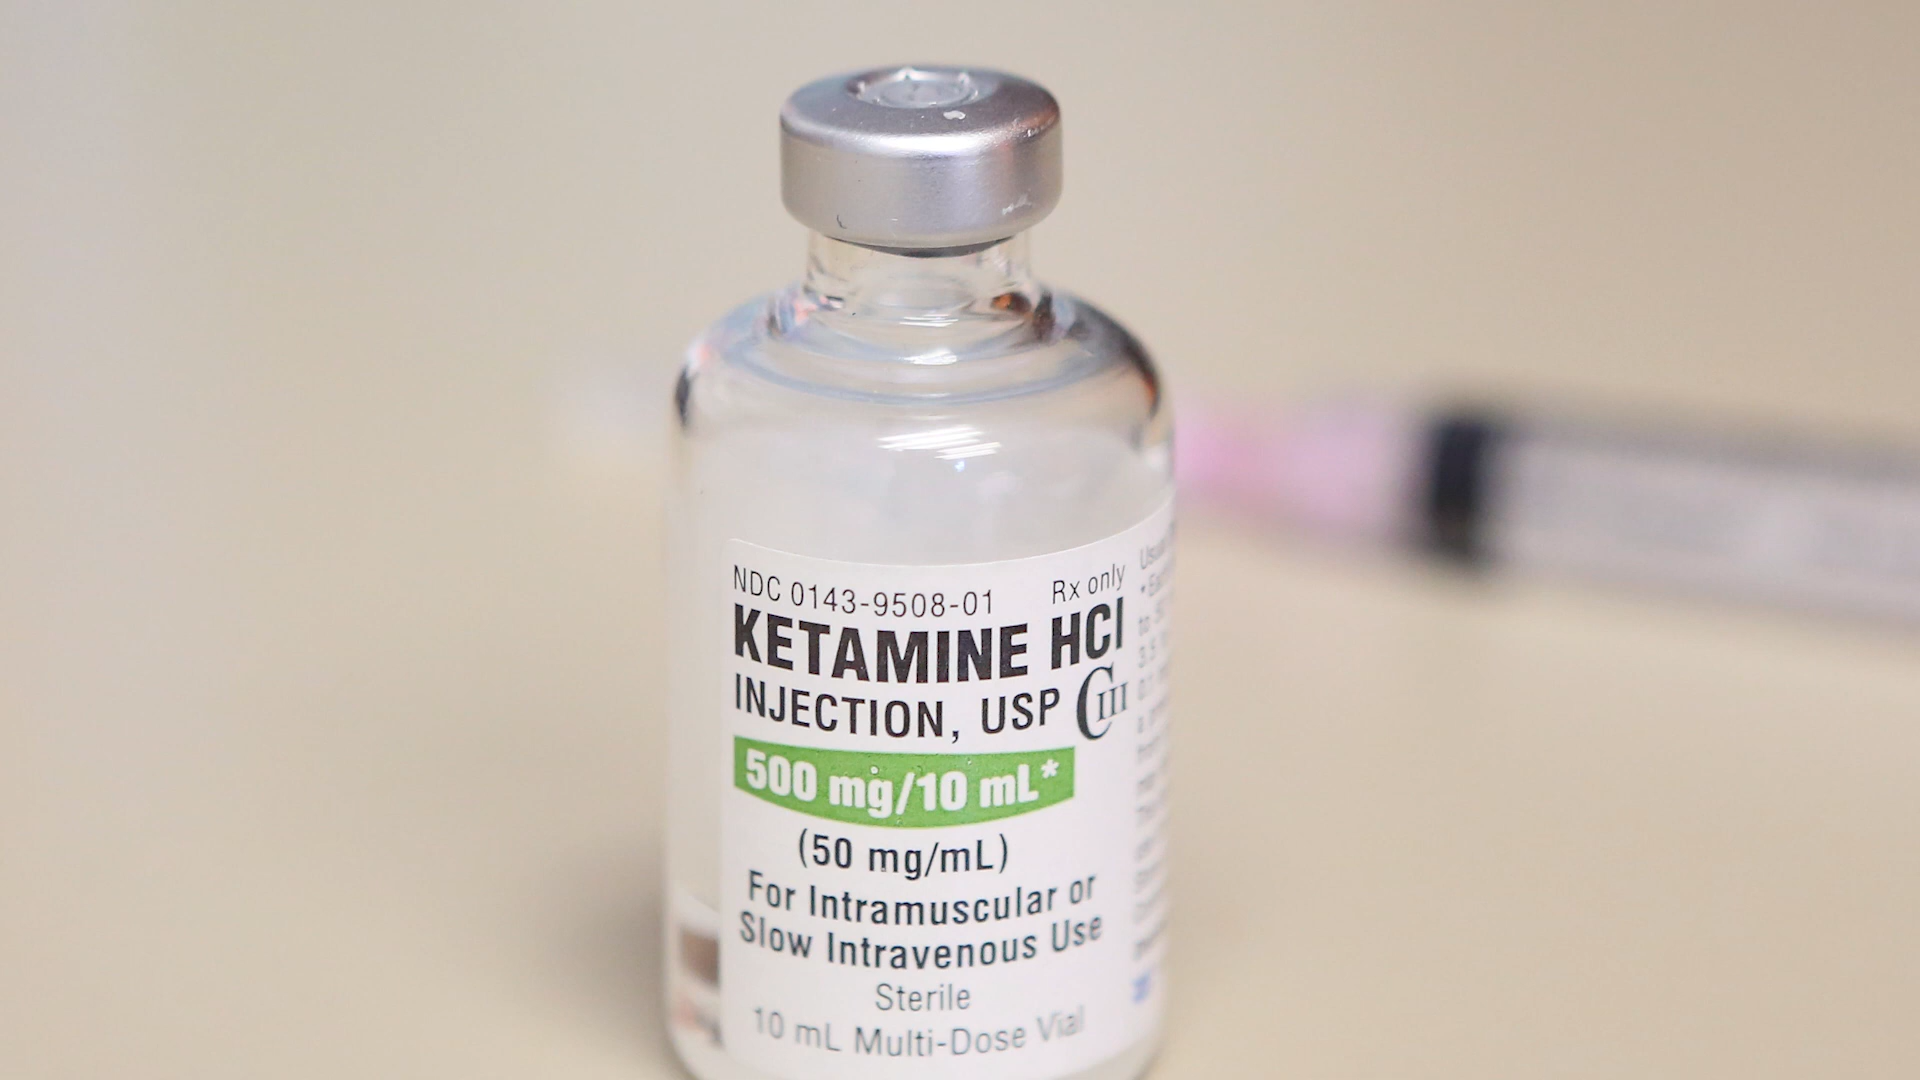 NDC 0143-9508-01 Rx only
KETAMINE HCl
INJECTION, USP CIII
500 mg/10 mL*
(50 mg/mL)
For Intramuscular or
Slow Intravenous Use
Sterile
10 mL Multi-Dose Vial